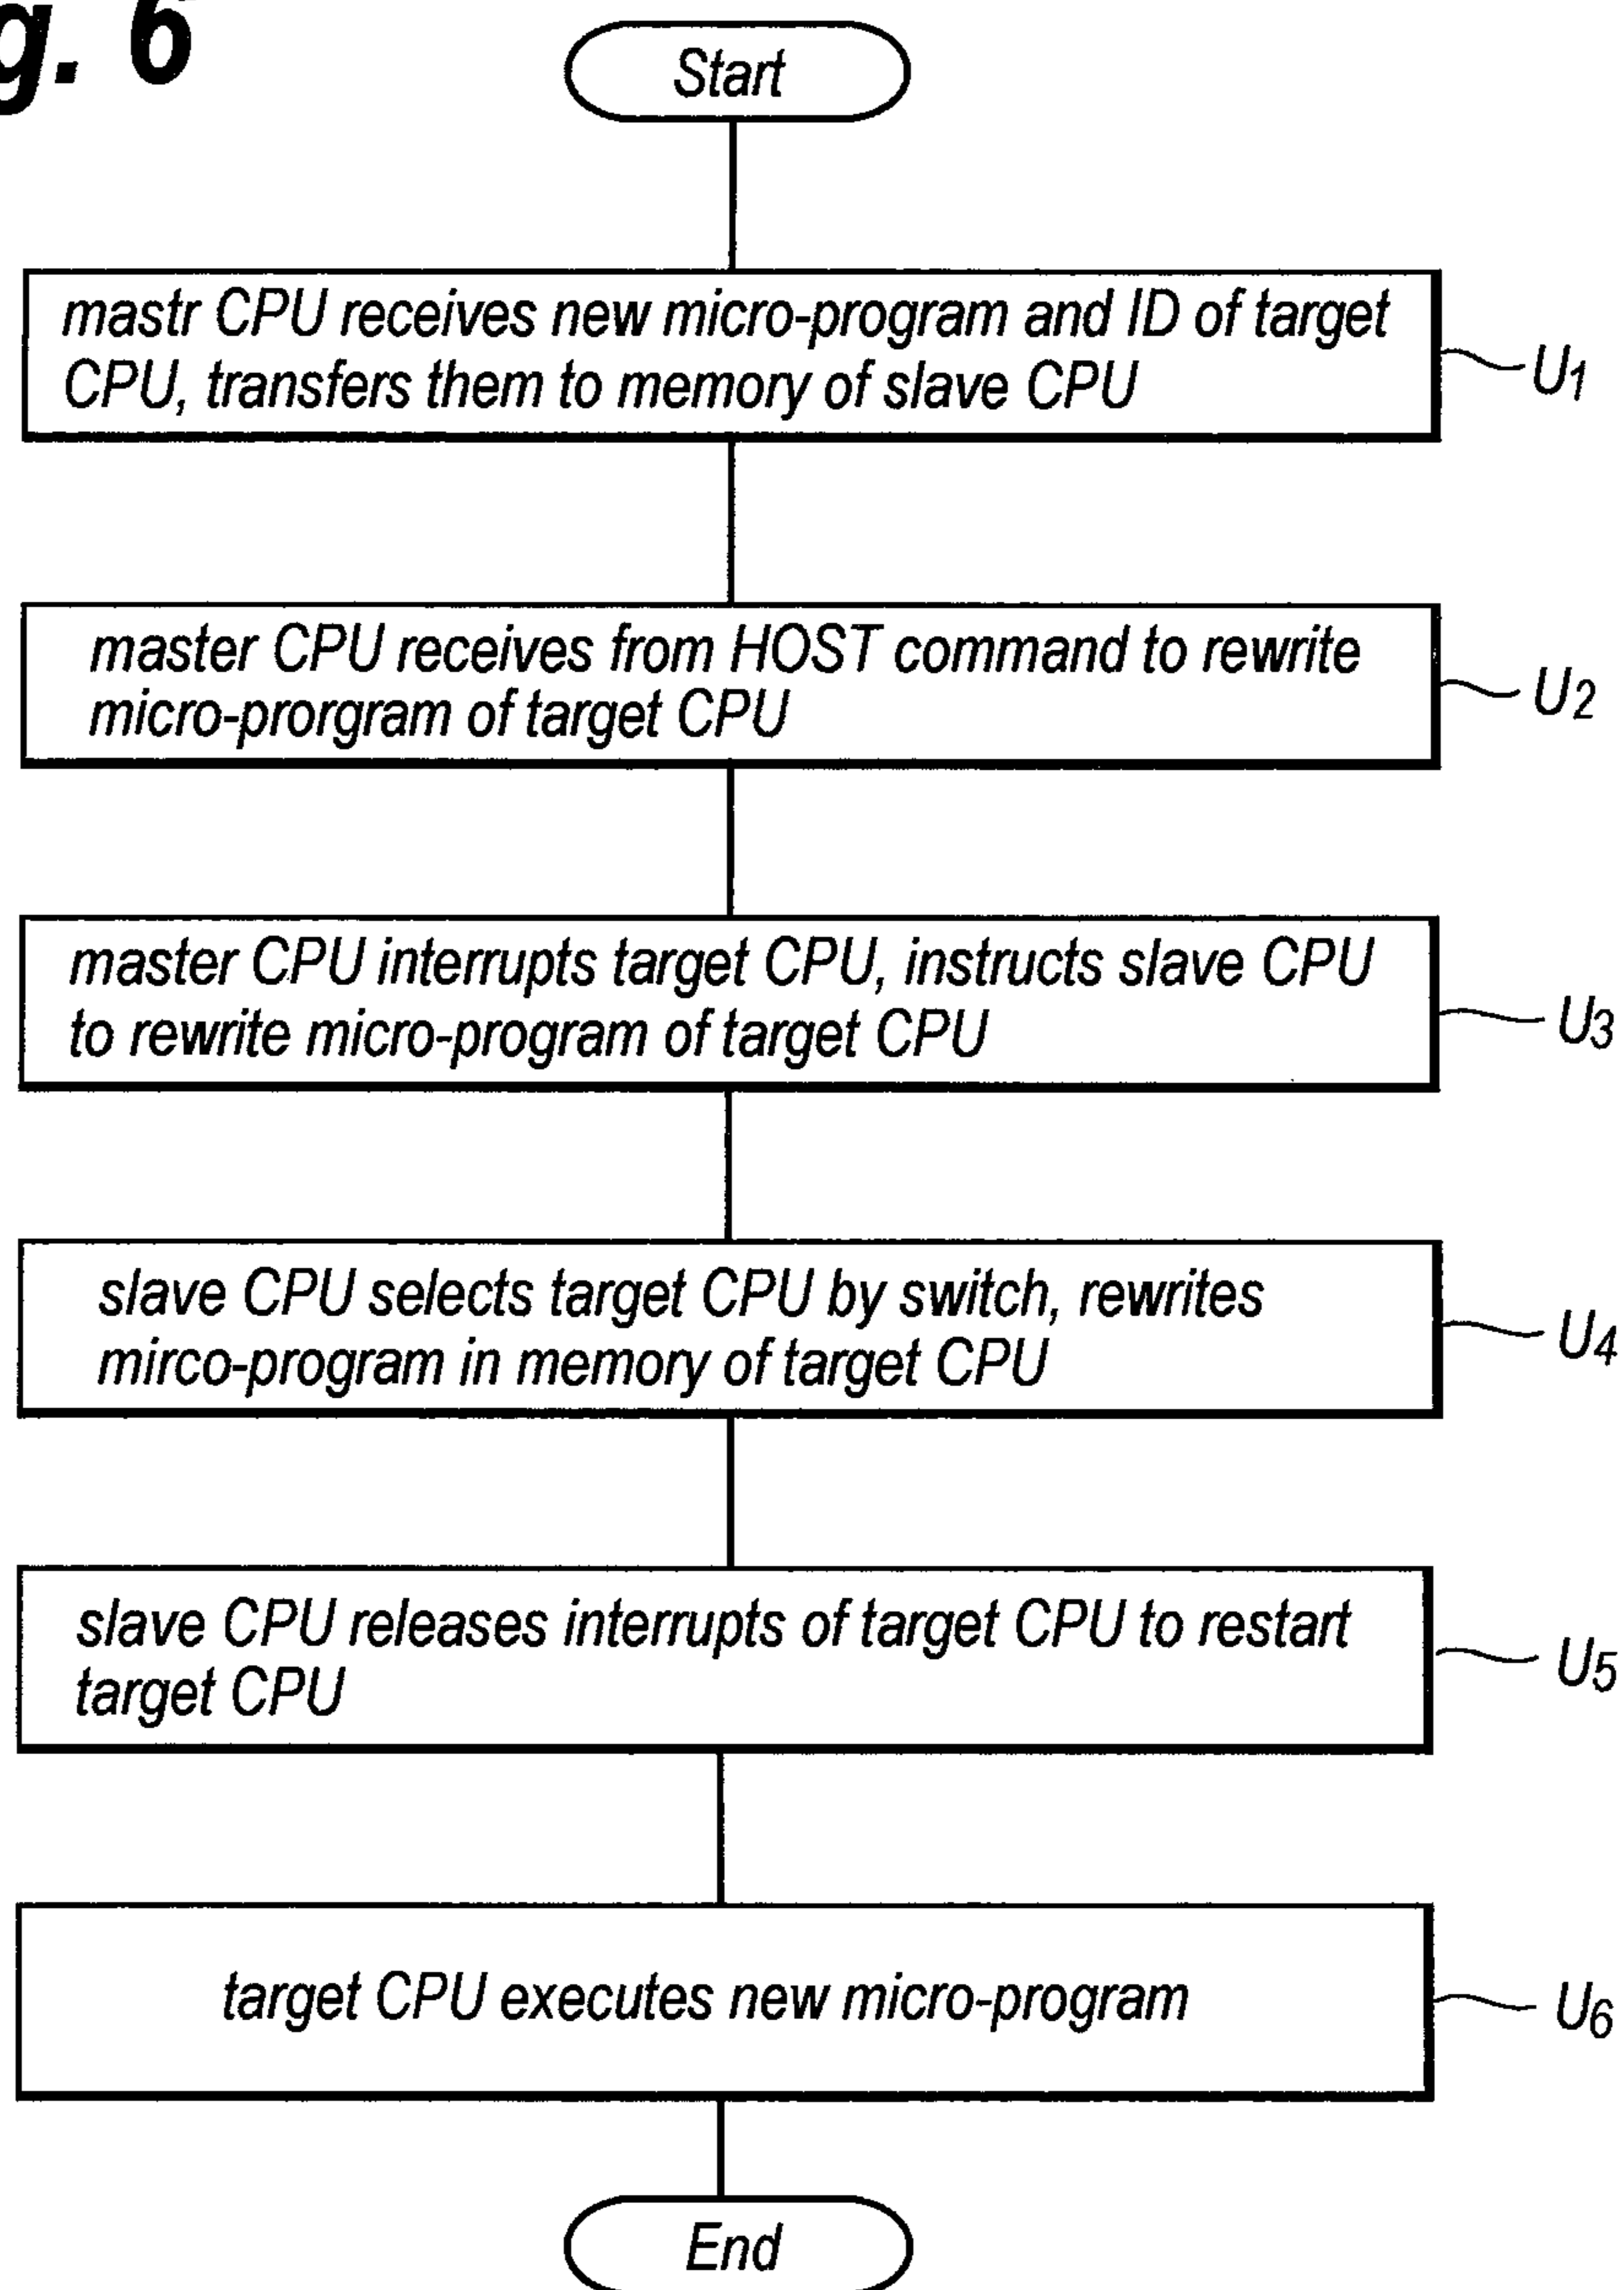 g. 6
Start
mastr CPU receives new micro-program and ID of target
CPU, transfers them to memory of slave CPU
U1
master CPU receives from HOST command to rewrite
micro-prorgram of target CPU
U2
master CPU interrupts target CPU, instructs slave CPU
to rewrite micro-program of target CPU
U3
slave CPU selects target CPU by switch, rewrites
mirco-program in memory of target CPU
U4
slave CPU releases interrupts of target CPU to restart
target CPU
U5
target CPU executes new micro-program
U6
End